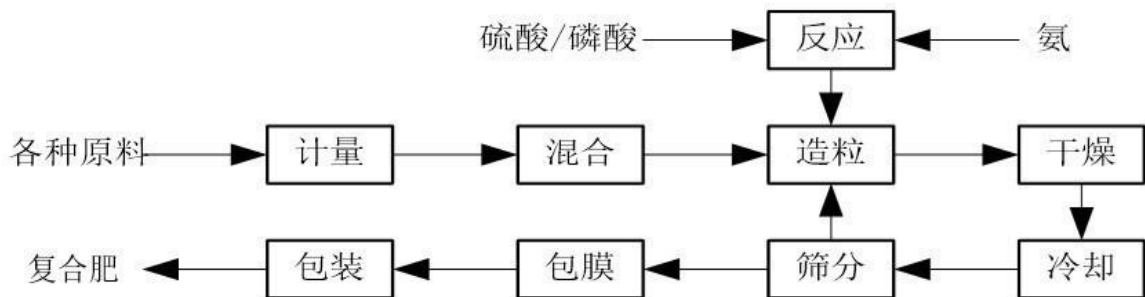 硫酸/磷酸 反应 氨
各种原料 计量 混合 造粒 干燥
复合肥 包装 包膜 筛分 冷却